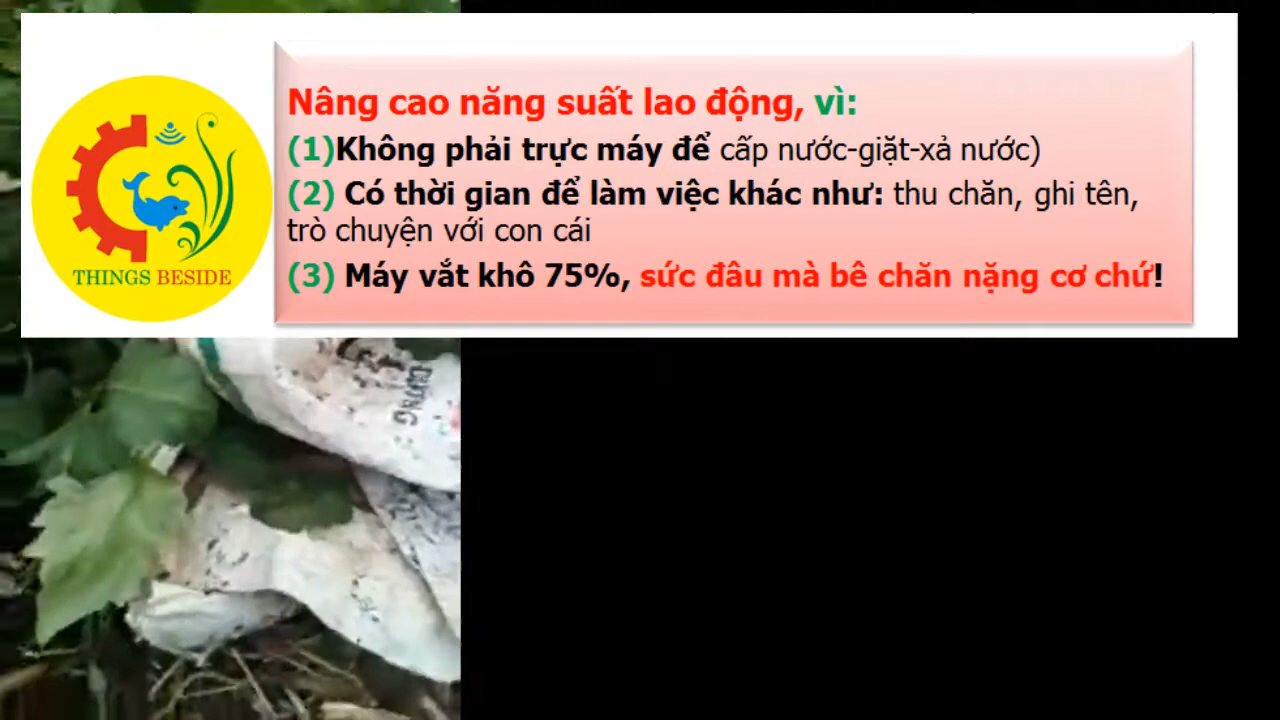 Nâng cao năng suất lao động, vì:
(1)Không phải trực máy để cấp nước-giặt-xả nước)
(2) Có thời gian để làm việc khác như: thu chăn, ghi tên,
trò chuyện với con cái
(3) Máy vắt khô 75%, sức đâu mà bê chăn nặng cơ chứ!
THINGS BESIDE